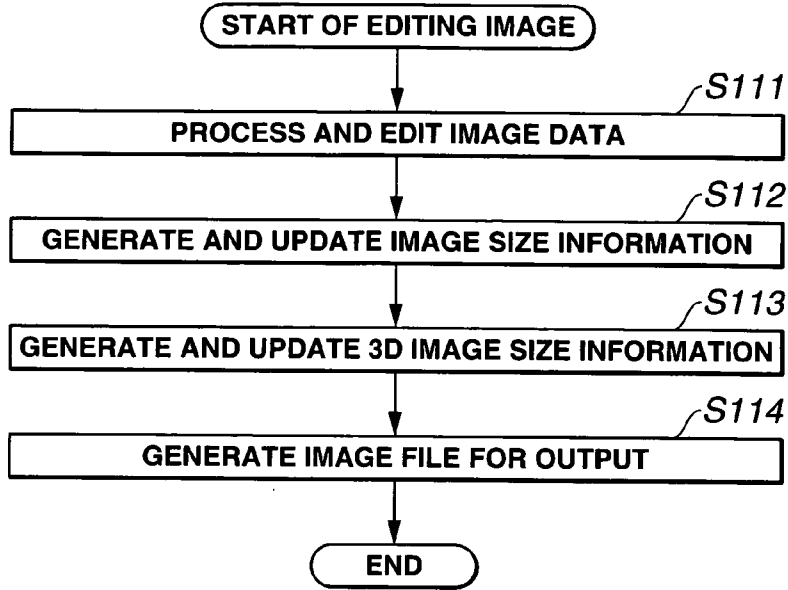 START OF EDITING IMAGE
S111
PROCESS AND EDIT IMAGE DATA
S112
GENERATE AND UPDATE IMAGE SIZE INFORMATION
S113
GENERATE AND UPDATE 3D IMAGE SIZE INFORMATION
S114
GENERATE IMAGE FILE FOR OUTPUT
END